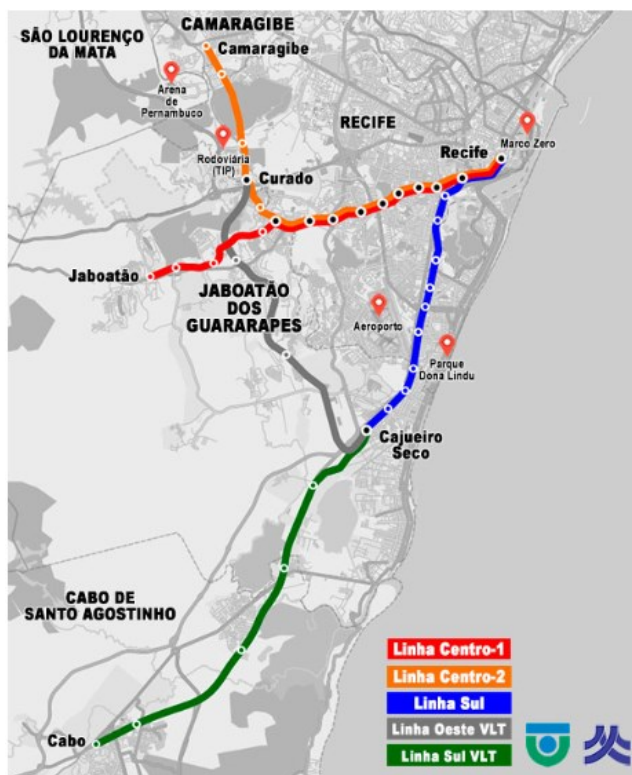 CAMARAGIBE
Camaragibe
SÃO LOURENÇO
DA MATA
Arena
de
Pernambuco
RECIFE
Marco Zero
Recife
Rodoviária
(TIP)
Curado
Jaboatão
JABOATÃO
DOS
GUARARAPES
Aeroporto
Parque
Dona Lindu
Cajueiro
Seco
CABO DE
SANTO AGOSTINHO
Cabo
Linha Centro-1
Linha Centro-2
Linha Sul
Linha Oeste VLT
Linha Sul VLT